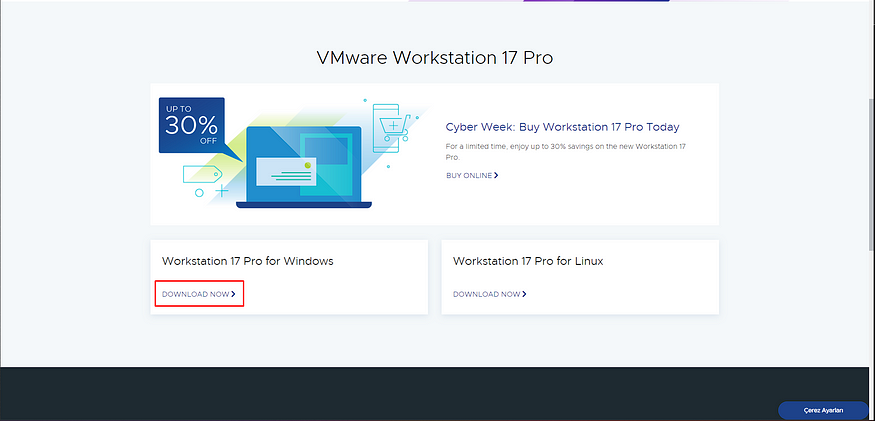 VMware Workstation 17 Pro
UP TO
30%
OFF
Cyber Week: Buy Workstation 17 Pro Today
For a limited time, enjoy up to 30% savings on the new Workstation 17
Pro.
BUY ONLINE
Workstation 17 Pro for Windows
DOWNLOAD NOW
Workstation 17 Pro for Linux
DOWNLOAD NOW
Çerez Ayarları